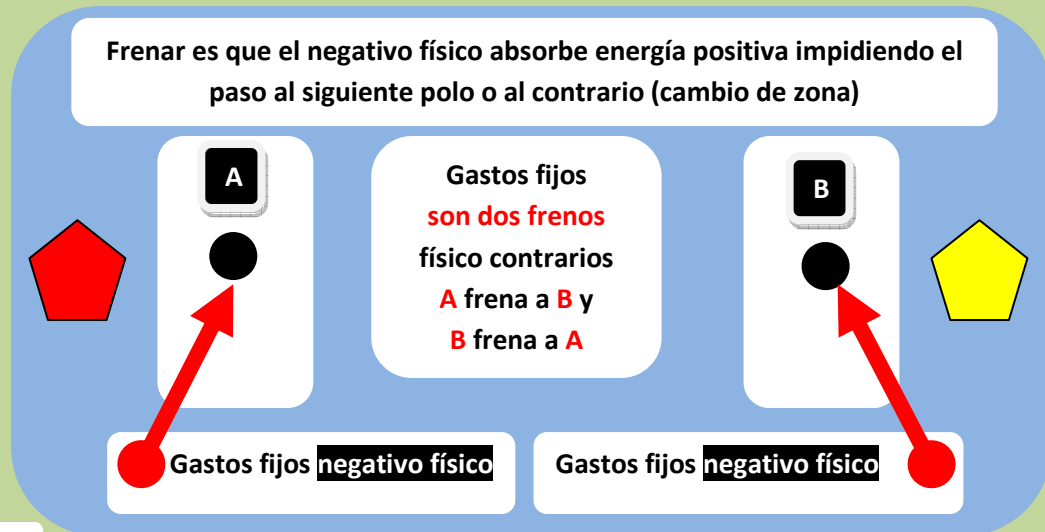 Frenar es que el negativo físico absorbe energía positiva impidiendo el
paso al siguiente polo o al contrario (cambio de zona)
A
B
Gastos fijos
son dos frenos
físico contrarios
A frena a B y
B frena a A
Gastos fijos negativo físico
Gastos fijos negativo físico